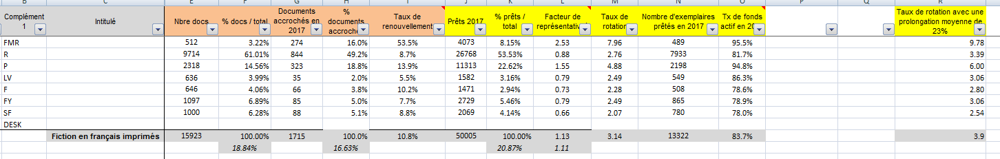 B C E F G H I J K L M N O P Q R
Complément 1 Intitulé Nbre docs % docs / total Documents accrochés en 2017 % documents accroch Taux de renouvellement Prêts 2017 % prêts / total Facteur de représentativ Taux de rotation Nombre d'exemplaires prêtés en 2017 Tx de fonds actif en 20 Taux de rotation avec une prolongation moyenne de 23%
FMR 512 3.22% 274 16.0% 53.5% 4073 8.15% 2.53 7.96 489 95.5% 9.78
R 9714 61.01% 844 49.2% 8.7% 26768 53.53% 0.88 2.76 7933 81.7% 3.39
P 2318 14.56% 323 18.8% 13.9% 11313 22.62% 1.55 4.88 2198 94.8% 6.00
LV 636 3.99% 35 2.0% 5.5% 1582 3.16% 0.79 2.49 549 86.3% 3.06
F 646 4.06% 66 3.8% 10.2% 1471 2.94% 0.73 2.28 508 78.6% 2.80
FY 1097 6.89% 85 5.0% 7.7% 2729 5.46% 0.79 2.49 865 78.9% 3.06
SF 1000 6.28% 88 5.1% 8.8% 2069 4.14% 0.66 2.07 780 78.0% 2.54
DESK
Fiction en français imprimés 15923 100.00% 1715 100.0% 10.8% 50005 100.00% 1.13 3.14 13322 83.7% 3.9
18.84% 16.63% 20.87% 1.11